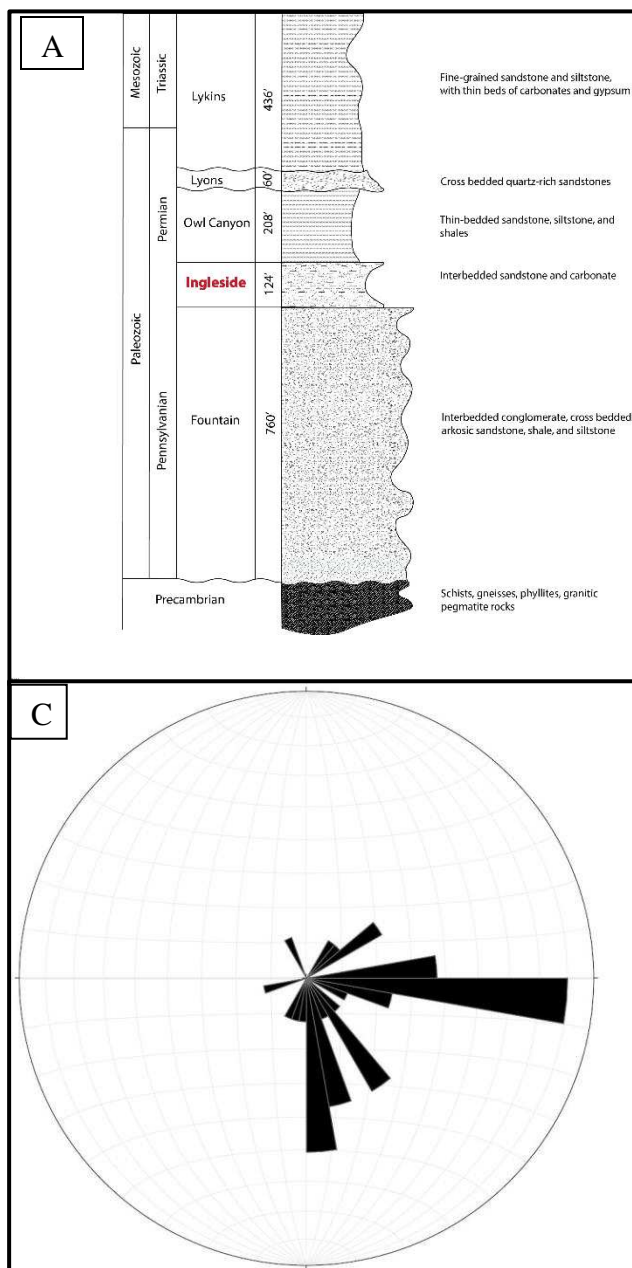 A
Mesozoic
Triassic
Lykins
436'
Fine-grained sandstone and siltstone,
with thin beds of carbonates and gypsum
Lyons
60'
Cross bedded quartz-rich sandstones
Paleozoic
Permian
Owl Canyon
208'
Thin-bedded sandstone, siltstone, and
shales
Ingleside
124'
Interbedded sandstone and carbonate
Pennsylvanian
Fountain
760'
Interbedded conglomerate, cross bedded,
arkosic sandstone, shale, and siltstone
Precambrian
Schists, gneisses, phyllites, granitic
pegmatite rocks
C